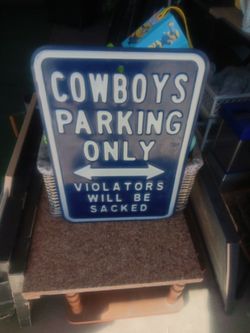 COWBOYS
PARKING
ONLY
VIOLATORS
WILL BE
SACKED